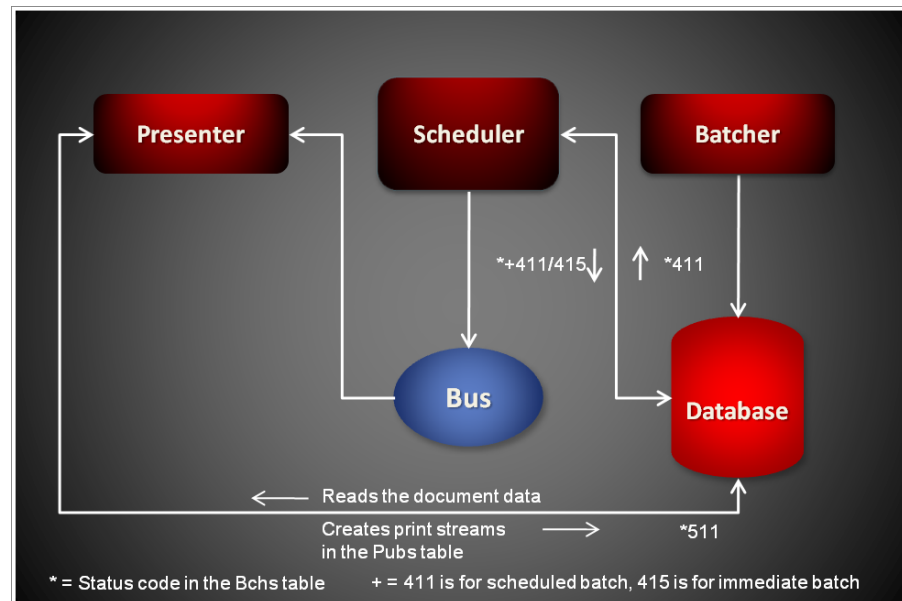 Presenter
Scheduler
Batcher
*+411/415
*411
Bus
Database
Reads the document data
Creates print streams
in the Pubs table
*511
* = Status code in the Bchs table
+ = 411 is for scheduled batch, 415 is for immediate batch